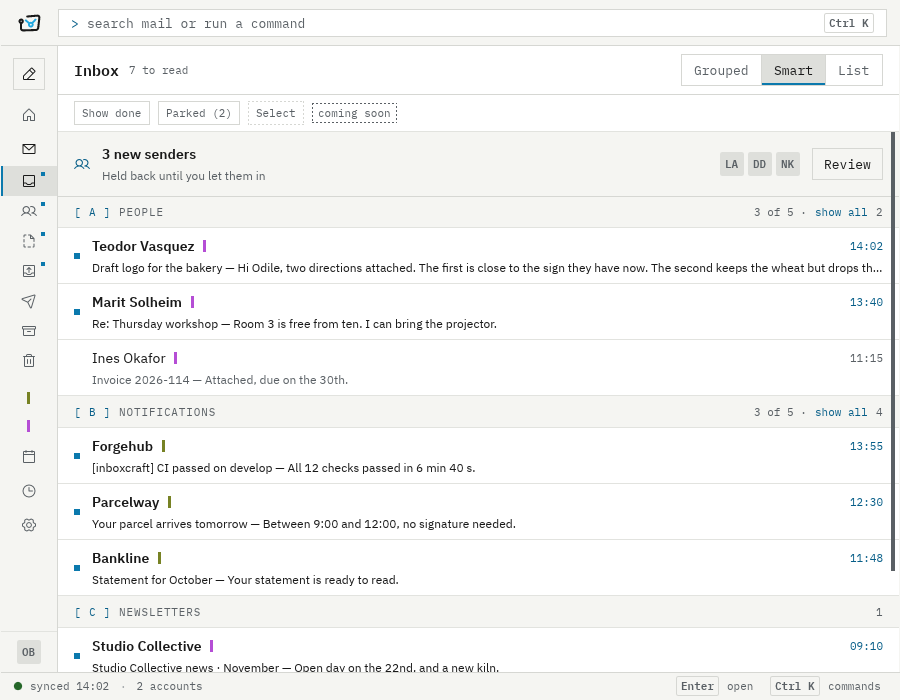 > search mail or run a command Ctrl K
Inbox 7 to read Grouped Smart List
Show done Parked (2) Select coming soon
3 new senders
Held back until you let them in
LA DD NK Review
[ A ] PEOPLE 3 of 5 · show all 2
Teodor Vasquez 14:02
Draft logo for the bakery — Hi Odile, two directions attached. The first is close to the sign they have now. The second keeps the wheat but drops th…
Marit Solheim 13:40
Re: Thursday workshop — Room 3 is free from ten. I can bring the projector.
Ines Okafor 11:15
Invoice 2026-114 — Attached, due on the 30th.
[ B ] NOTIFICATIONS 3 of 5 · show all 4
Forgehub 13:55
[inboxcraft] CI passed on develop — All 12 checks passed in 6 min 40 s.
Parcelway 12:30
Your parcel arrives tomorrow — Between 9:00 and 12:00, no signature needed.
Bankline 11:48
Statement for October — Your statement is ready to read.
[ C ] NEWSLETTERS 1
Studio Collective 09:10
Studio Collective news · November — Open day on the 22nd, and a new kiln.
OB
synced 14:02 · 2 accounts Enter open Ctrl K commands